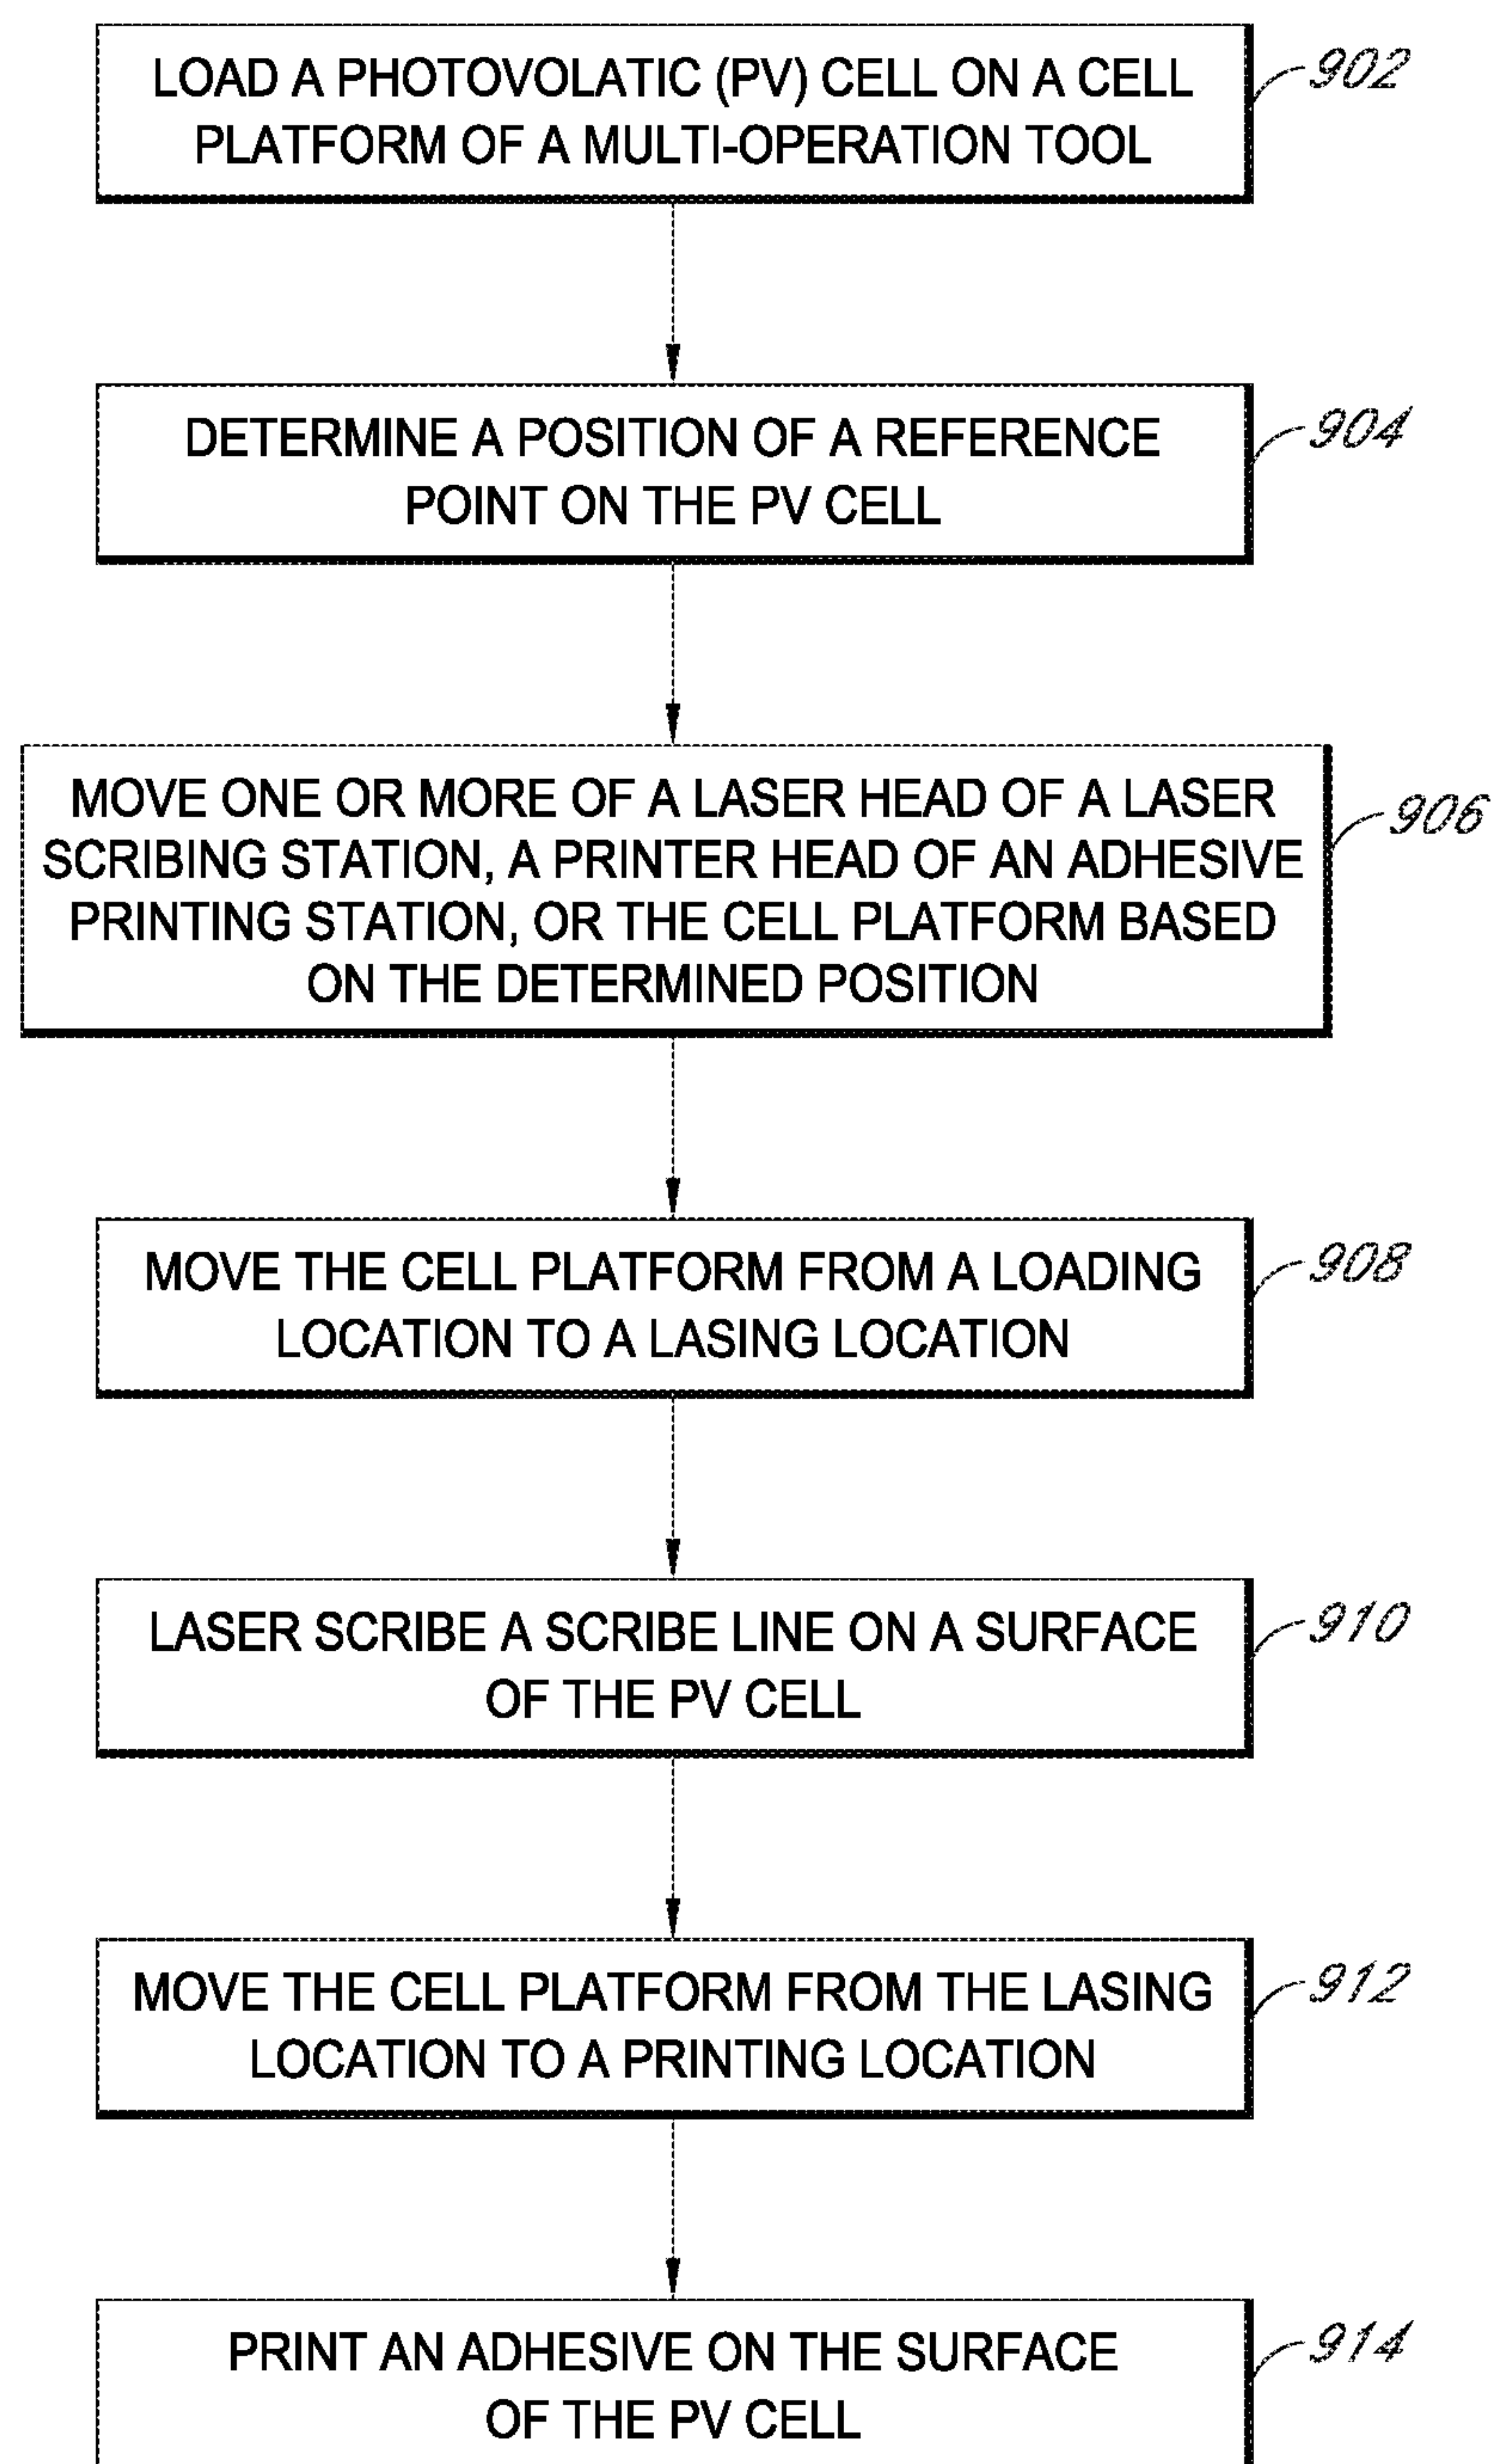 LOAD A PHOTOVOLATIC (PV) CELL ON A CELL
PLATFORM OF A MULTI-OPERATION TOOL
902
DETERMINE A POSITION OF A REFERENCE
POINT ON THE PV CELL
904
MOVE ONE OR MORE OF A LASER HEAD OF A LASER
SCRIBING STATION, A PRINTER HEAD OF AN ADHESIVE
PRINTING STATION, OR THE CELL PLATFORM BASED
ON THE DETERMINED POSITION
906
MOVE THE CELL PLATFORM FROM A LOADING
LOCATION TO A LASING LOCATION
908
LASER SCRIBE A SCRIBE LINE ON A SURFACE
OF THE PV CELL
910
MOVE THE CELL PLATFORM FROM THE LASING
LOCATION TO A PRINTING LOCATION
912
PRINT AN ADHESIVE ON THE SURFACE
OF THE PV CELL
914